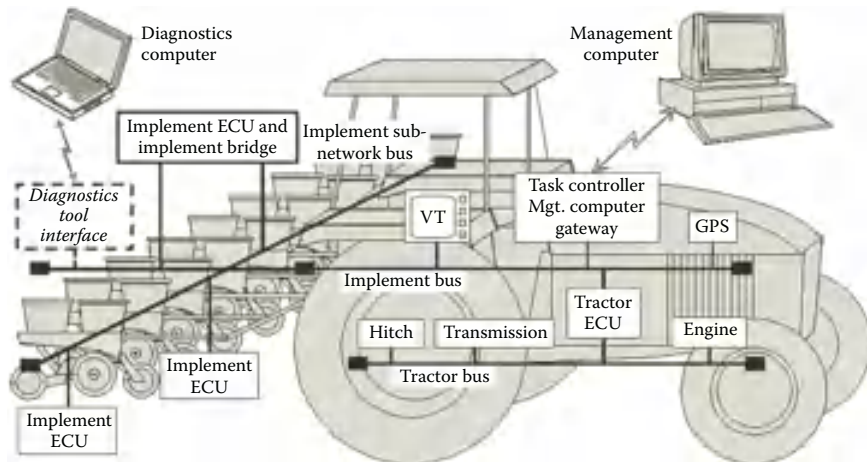 Diagnostics
computer
Management
computer
Implement ECU and
implement bridge
Implement sub-
network bus
Diagnostics
tool
interface
VT
Task controller
Mgt. computer
gateway
GPS
Implement bus
Tractor
ECU
Hitch
Transmission
Engine
Implement
ECU
Tractor bus
Implement
ECU